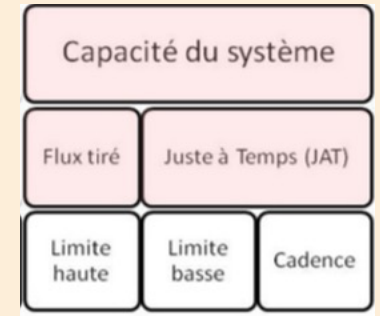 Capacité du système
Flux tiré
Juste à Temps (JAT)
Limite
haute
Limite
basse
Cadence